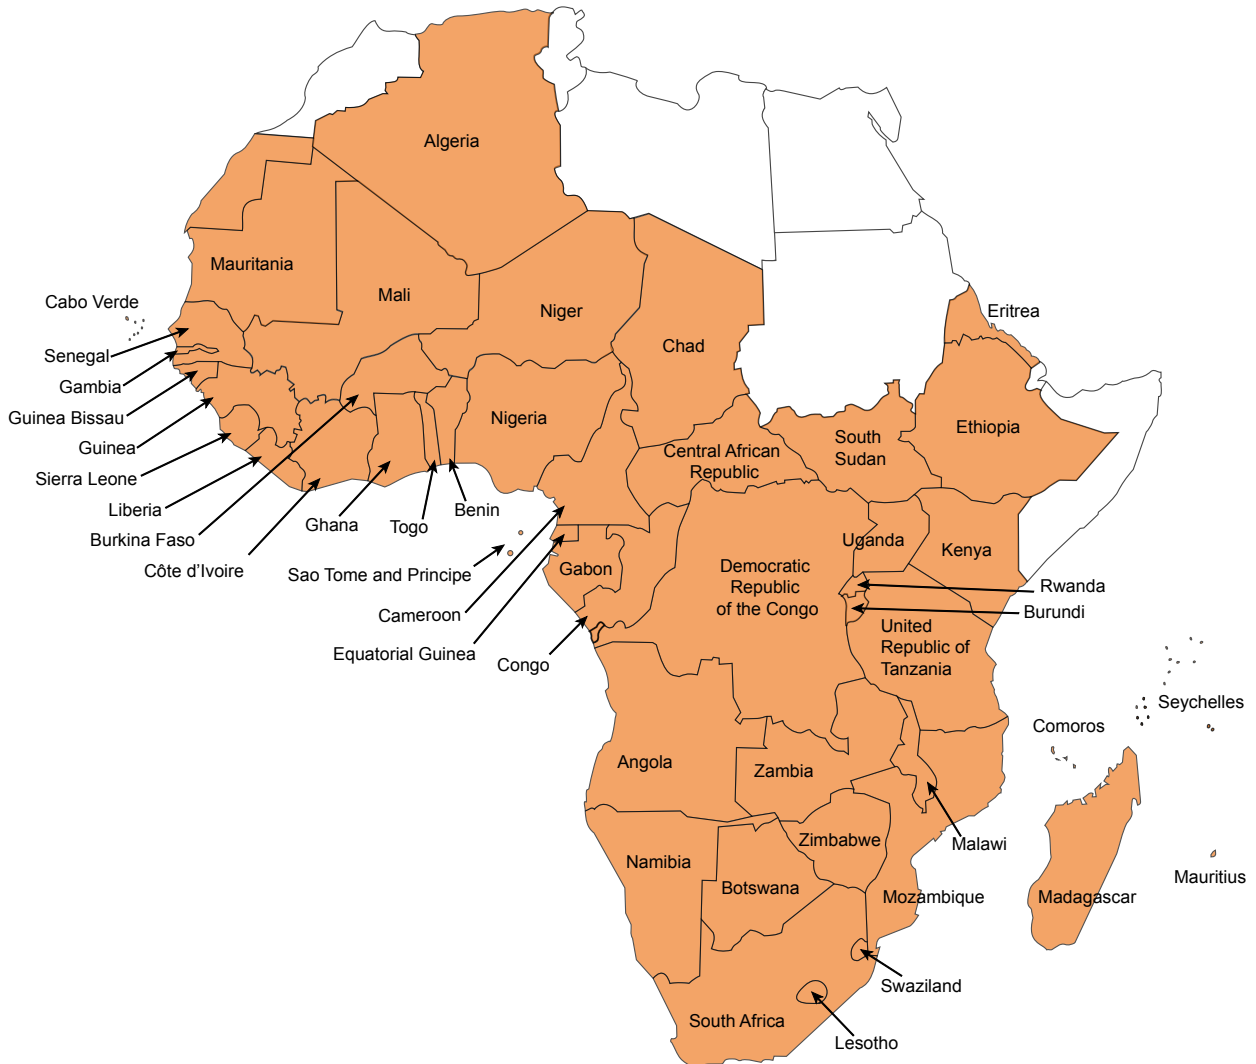 Algeria
Mauritania
Mali
Niger
Chad
Eritrea
Cabo Verde
Senegal
Gambia
Guinea Bissau
Guinea
Sierra Leone
Liberia
Burkina Faso
Côte d’Ivoire
Ghana
Togo
Benin
Nigeria
Central African
Republic
South
Sudan
Ethiopia
Sao Tome and Principe
Cameroon
Equatorial Guinea
Gabon
Congo
Democratic
Republic
of the Congo
Uganda
Kenya
Rwanda
Burundi
United
Republic of
Tanzania
Seychelles
Comoros
Angola
Zambia
Malawi
Zimbabwe
Namibia
Botswana
Mozambique
Madagascar
Mauritius
Swaziland
South Africa
Lesotho